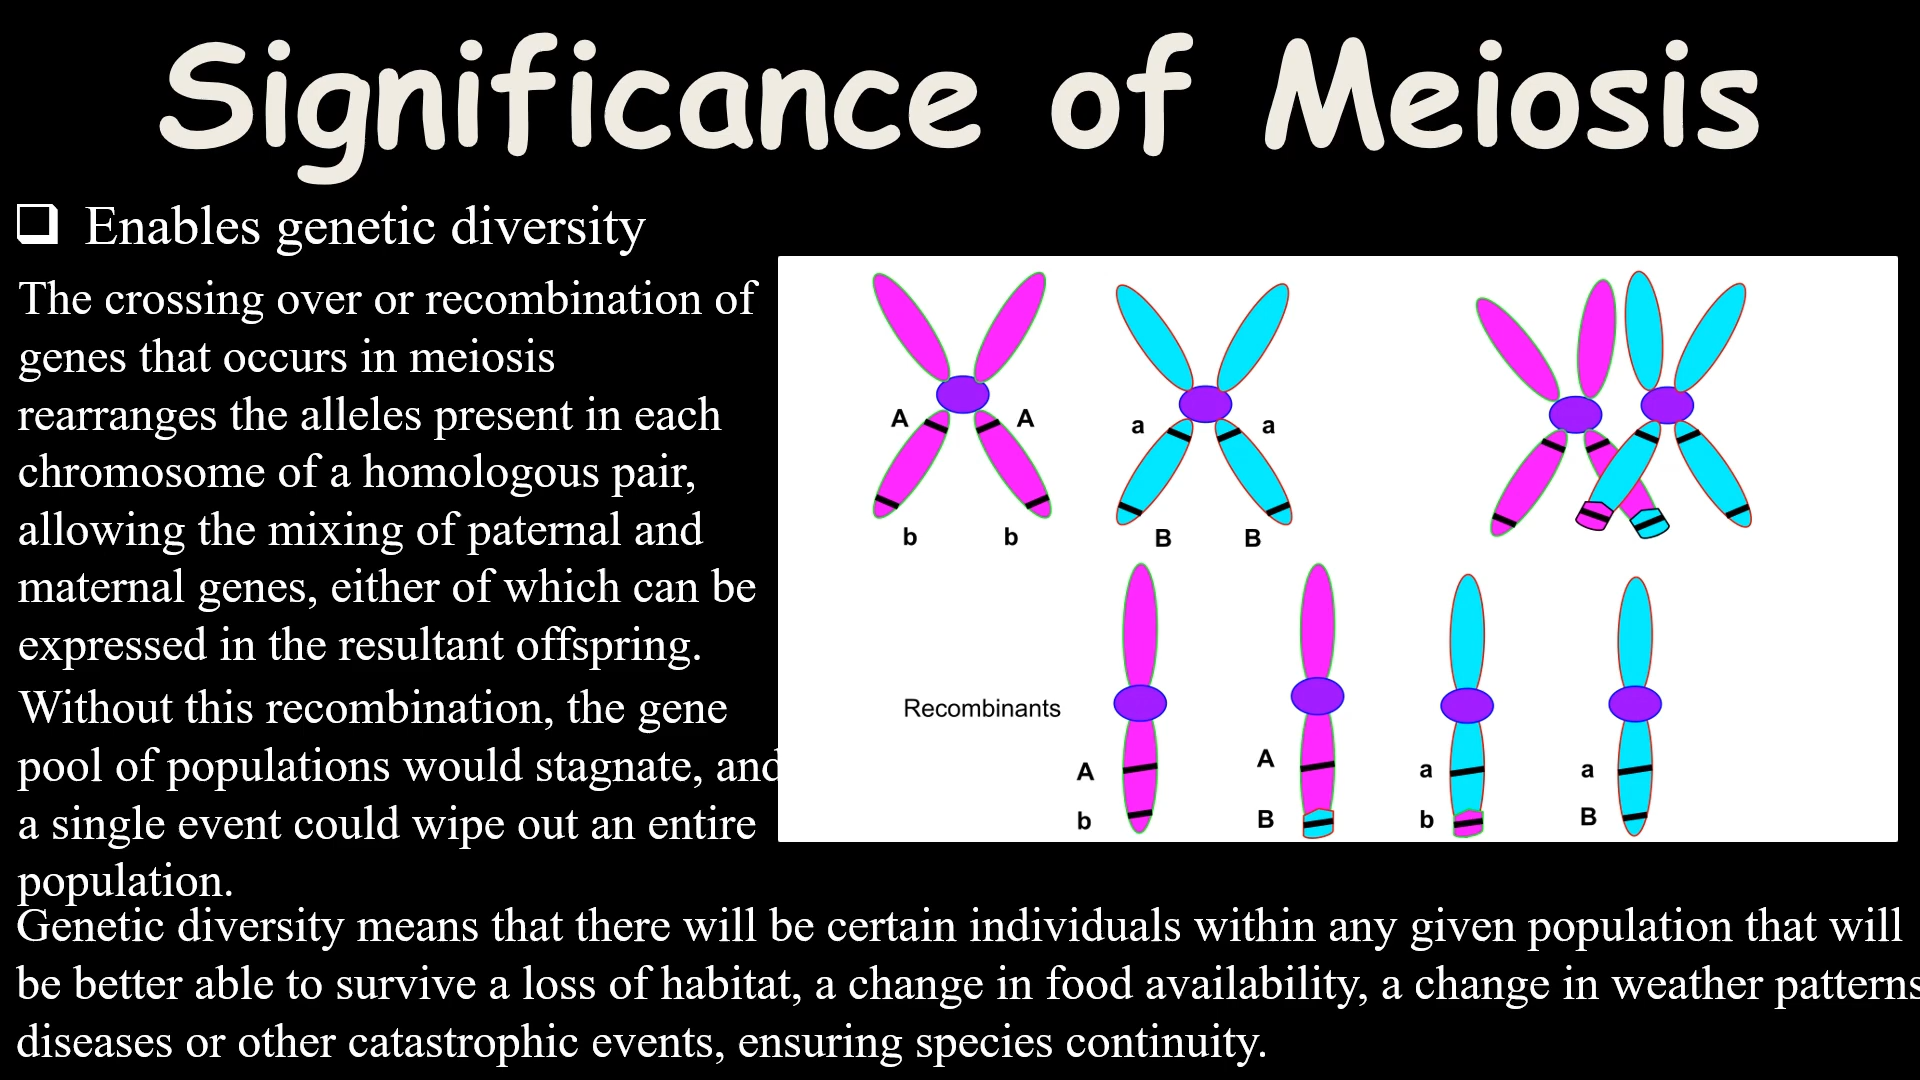 Significance of Meiosis
❑ Enables genetic diversity
The crossing over or recombination of
genes that occurs in meiosis
rearranges the alleles present in each
chromosome of a homologous pair,
allowing the mixing of paternal and
maternal genes, either of which can be
expressed in the resultant offspring.
Without this recombination, the gene
pool of populations would stagnate, and
a single event could wipe out an entire
population.
Genetic diversity means that there will be certain individuals within any given population that will
be better able to survive a loss of habitat, a change in food availability, a change in weather patterns
diseases or other catastrophic events, ensuring species continuity.
A A a a
b b B B
Recombinants
A A a a
b B b B